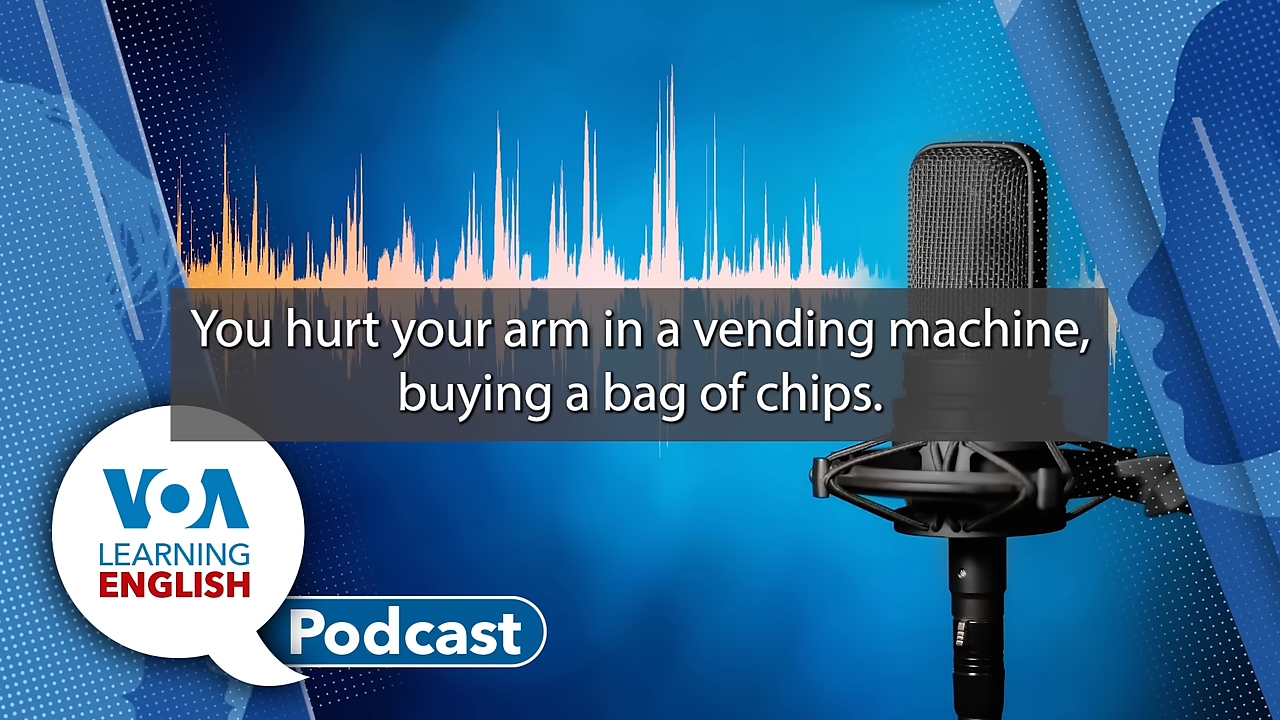 You hurt your arm in a vending machine,
buying a bag of chips.
VOA
LEARNING
ENGLISH
Podcast